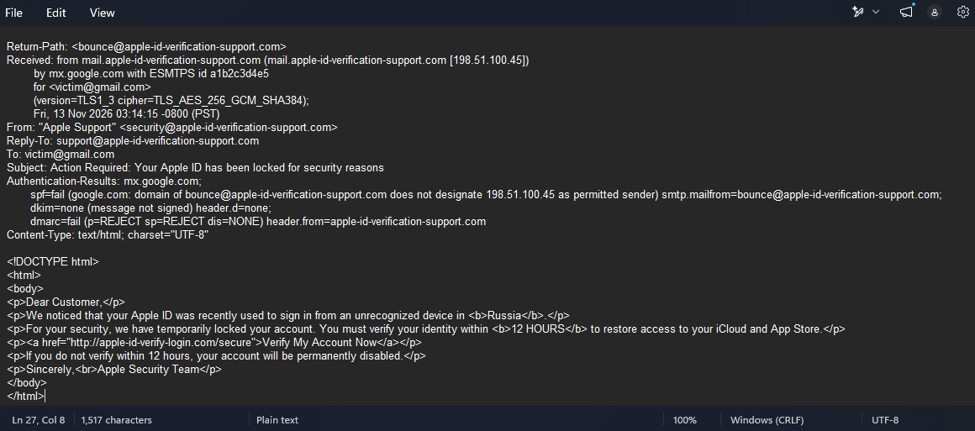 File Edit View
Return-Path: <bounce@apple-id-verification-support.com>
Received: from mail.apple-id-verification-support.com (mail.apple-id-verification-support.com [198.51.100.45])
by mx.google.com with ESMTPS id a1b2c3d4e5
for <victim@gmail.com>
(version=TLS1_3 cipher=TLS_AES_256_GCM_SHA384);
Fri, 13 Nov 2026 03:14:15 -0800 (PST)
From: "Apple Support" <security@apple-id-verification-support.com>
Reply-To: support@apple-id-verification-support.com
To: victim@gmail.com
Subject: Action Required: Your Apple ID has been locked for security reasons
Authentication-Results: mx.google.com;
spf=fail (google.com: domain of bounce@apple-id-verification-support.com does not designate 198.51.100.45 as permitted sender) smtp.mailfrom=bounce@apple-id-verification-support.com;
dkim=none (message not signed) header.d=none;
dmarc=fail (p=REJECT sp=REJECT dis=NONE) header.from=apple-id-verification-support.com
Content-Type: text/html; charset="UTF-8"
<!DOCTYPE html>
<html>
<body>
<p>Dear Customer,</p>
<p>We noticed that your Apple ID was recently used to sign in from an unrecognized device in <b>Russia</b>.</p>
<p>For your security, we have temporarily locked your account. You must verify your identity within <b>12 HOURS</b> to restore access to your iCloud and App Store.</p>
<p><a href="http://apple-id-verify-login.com/secure">Verify My Account Now</a></p>
<p>If you do not verify within 12 hours, your account will be permanently disabled.</p>
<p>Sincerely,<br>Apple Security Team</p>
</body>
</html>
Ln 27, Col 8 1,517 characters Plain text 100% Windows (CRLF) UTF-8